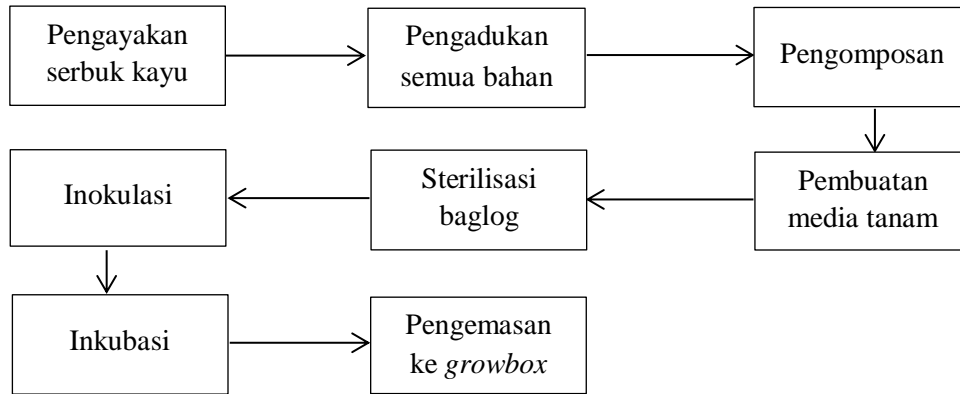 Pengayakan
serbuk kayu
Pengadukan
semua bahan
Pengomposan
Pembuatan
media tanam
Sterilisasi
baglog
Inokulasi
Inkubasi
Pengemasan
ke growbox